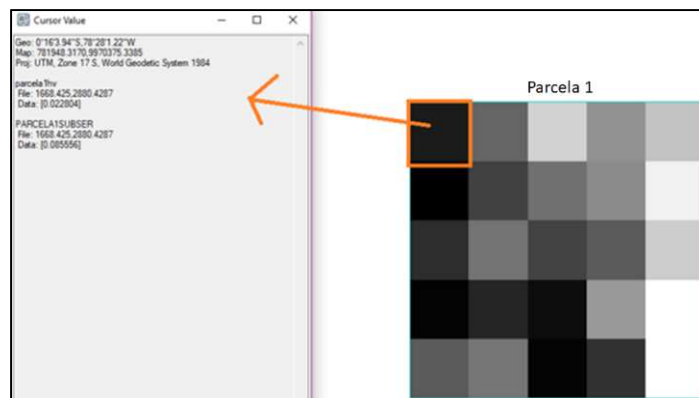 Cursor Value
Geo: 0°16'3.94"S,78°28'1.22"W
Map: 781948.3170,9970375.3385
Proj: UTM, Zone 17 S, World Geodetic System 1984
parcela1hv
File: 1668.425,2880.4287
Data: [0.022804]
PARCELA1SUBSER
File: 1668.425,2880.4287
Data: [0.085556]
Parcela 1